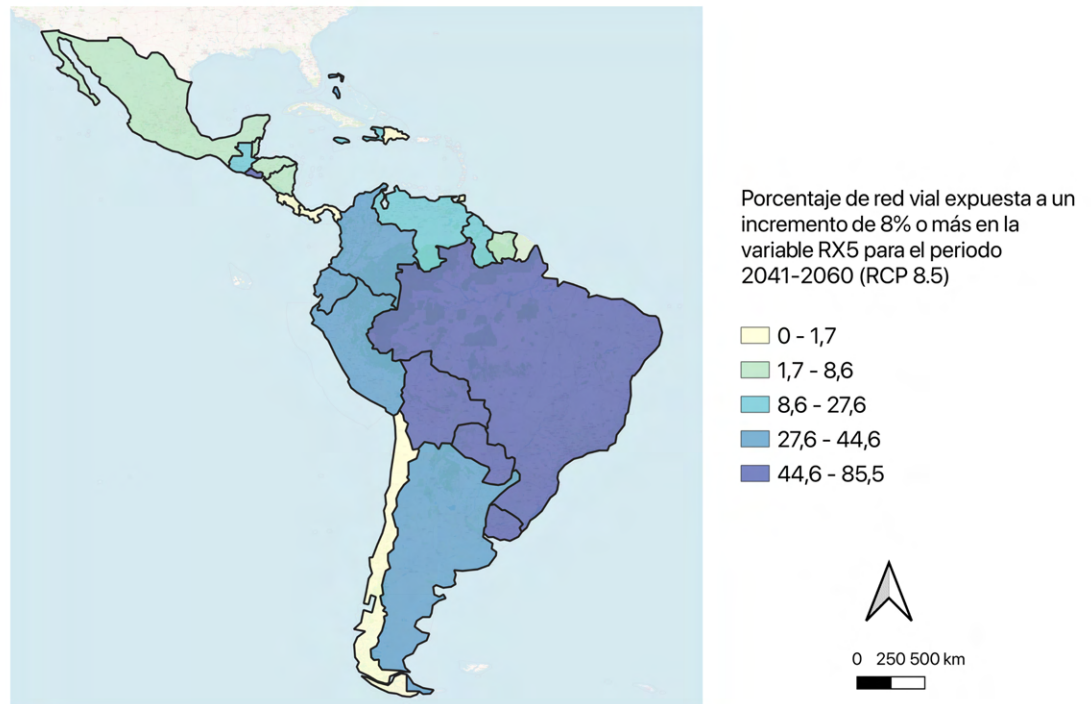 Porcentaje de red vial expuesta a un
incremento de 8% o más en la
variable RX5 para el periodo
2041-2060 (RCP 8.5)
0 - 1,7
1,7 - 8,6
8,6 - 27,6
27,6 - 44,6
44,6 - 85,5
0 250 500 km